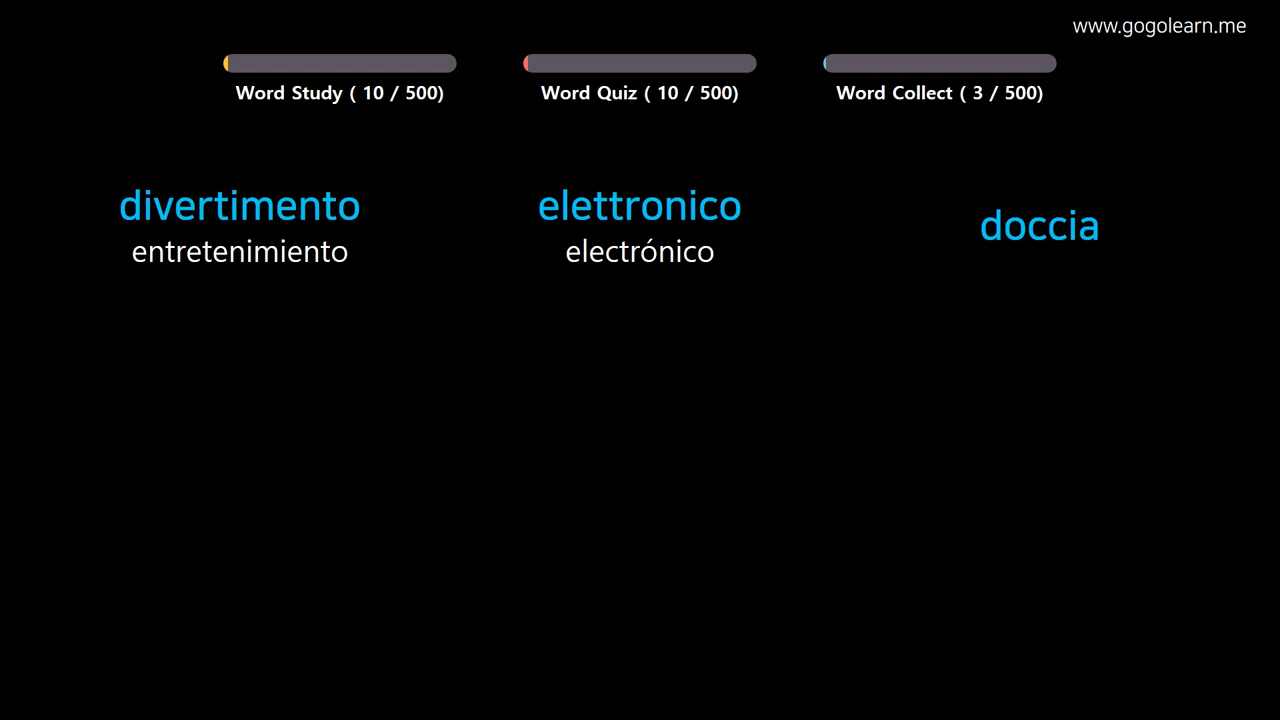 www.gogolearn.me
Word Study ( 10 / 500)
Word Quiz ( 10 / 500)
Word Collect ( 3 / 500)
divertimento
entretenimiento
elettronico
electrónico
doccia